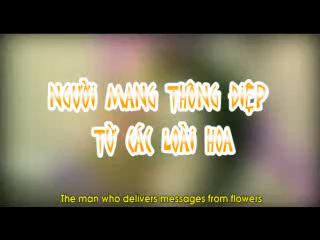 NGƯỜI MANG THÔNG ĐIỆP
TỪ CÁC LOÀI HOA
The man who delivers messages from flowers